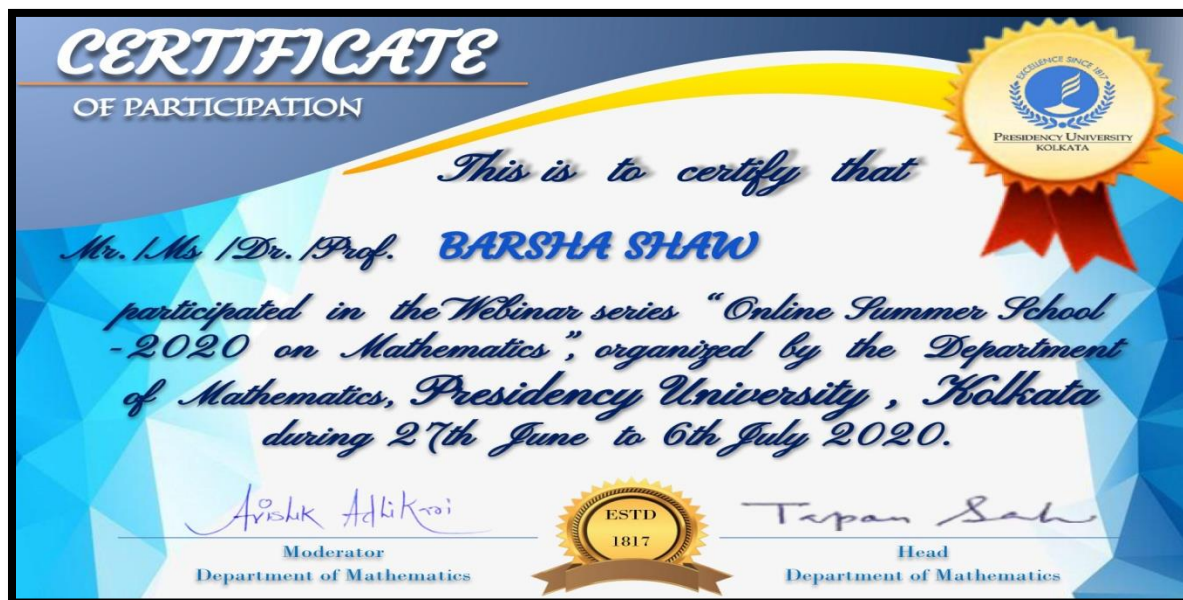 CERTIFICATE
OF PARTICIPATION
EXCELLENCE SINCE 1817
PRESIDENCY UNIVERSITY
KOLKATA
This is to certify that
Mr. /Ms /Dr. /Prof. BARSHA SHAW
participated in the Webinar series “Online Summer School
-2020 on Mathematics”, organized by the Department
of Mathematics, Presidency University , Kolkata
during 27th June to 6th July 2020.
Avishek Adhikari
Tapan Sah
ESTD
1817
Moderator
Department of Mathematics
Head
Department of Mathematics